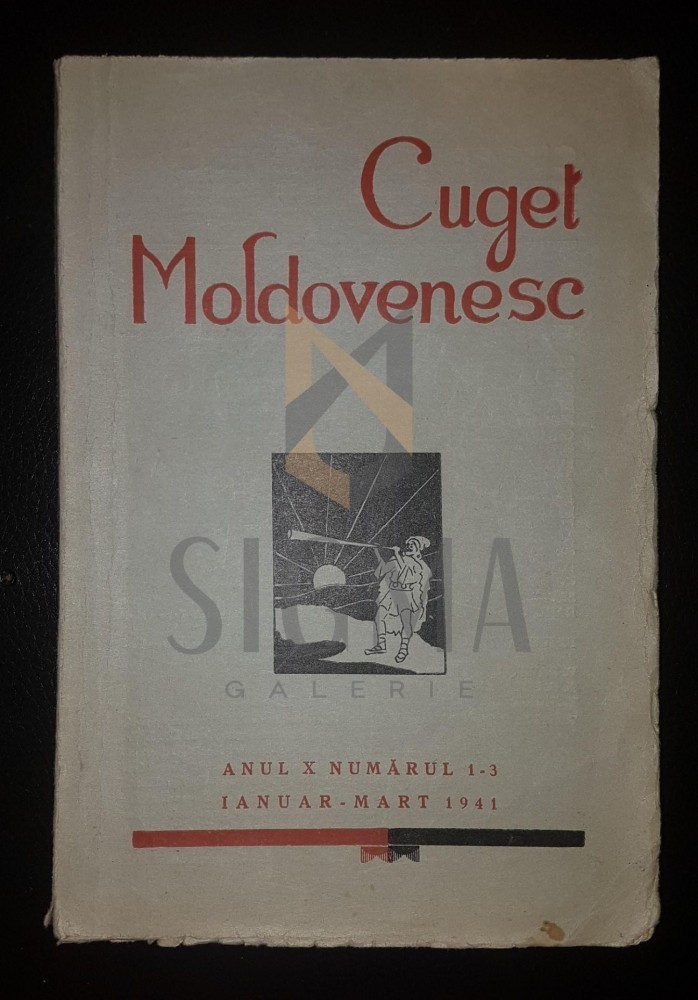 Cuget
Moldovenesc
SIGMA
GALERIE
ANUL X NUMĂRUL 1-3
IANUAR-MART 1941